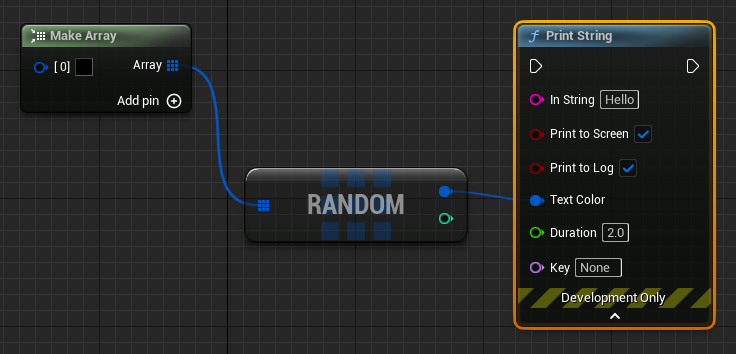 Make Array
[ 0]
Array
Add pin
RANDOM
Print String
In String Hello
Print to Screen
Print to Log
Text Color
Duration 2.0
Key None
Development Only